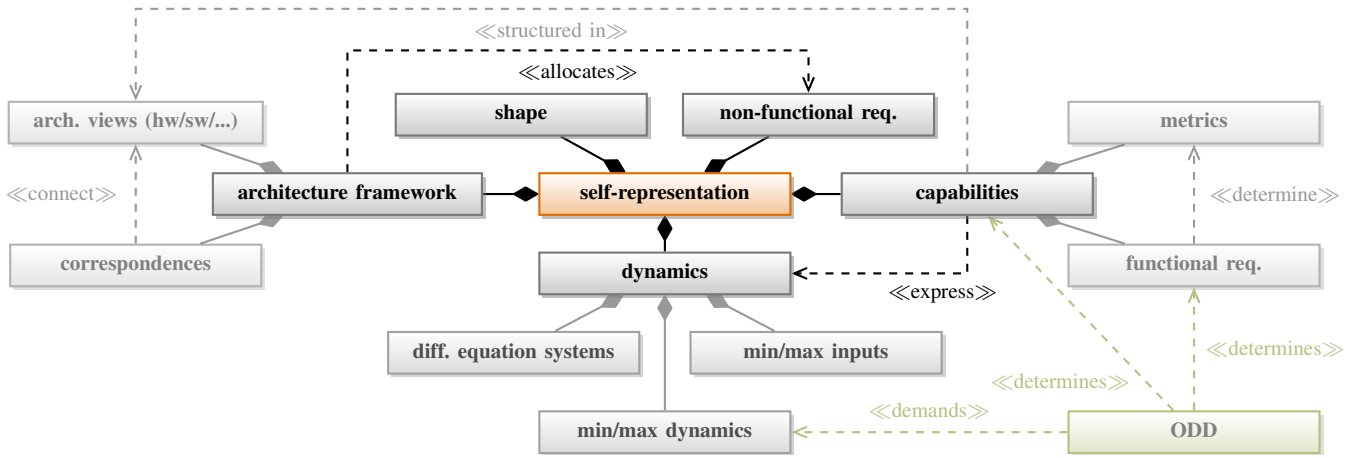 ≪structured in≫
≪allocates≫
shape
non-functional req.
arch. views (hw/sw/...)
metrics
≪connect≫
architecture framework
self-representation
capabilities
≪determine≫
correspondences
dynamics
functional req.
≪express≫
diff. equation systems
min/max inputs
≪determines≫
≪determines≫
≪demands≫
min/max dynamics
ODD